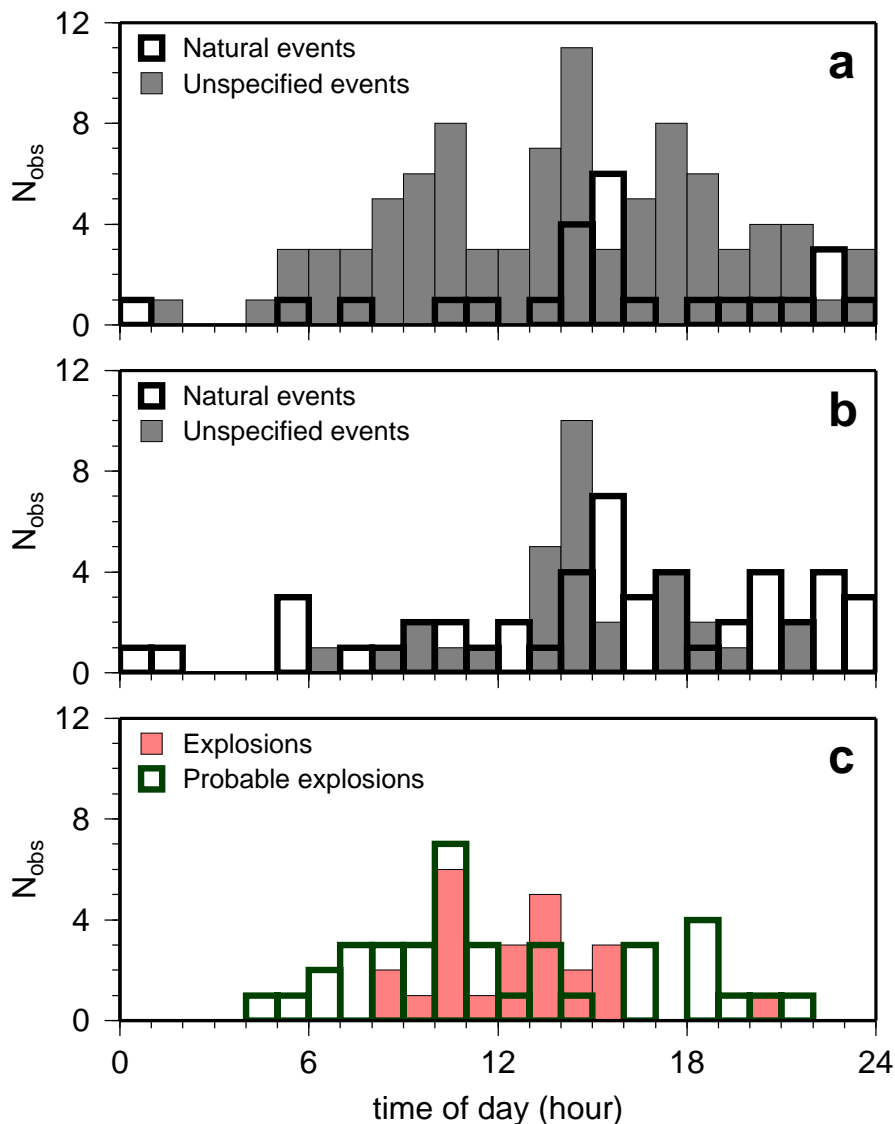 12
Natural events
a
Unspecified events
8
N_obs
4
0
12
Natural events
b
Unspecified events
8
N_obs
4
0
12
Explosions
c
Probable explosions
8
N_obs
4
0
0 6 12 18 24
time of day (hour)